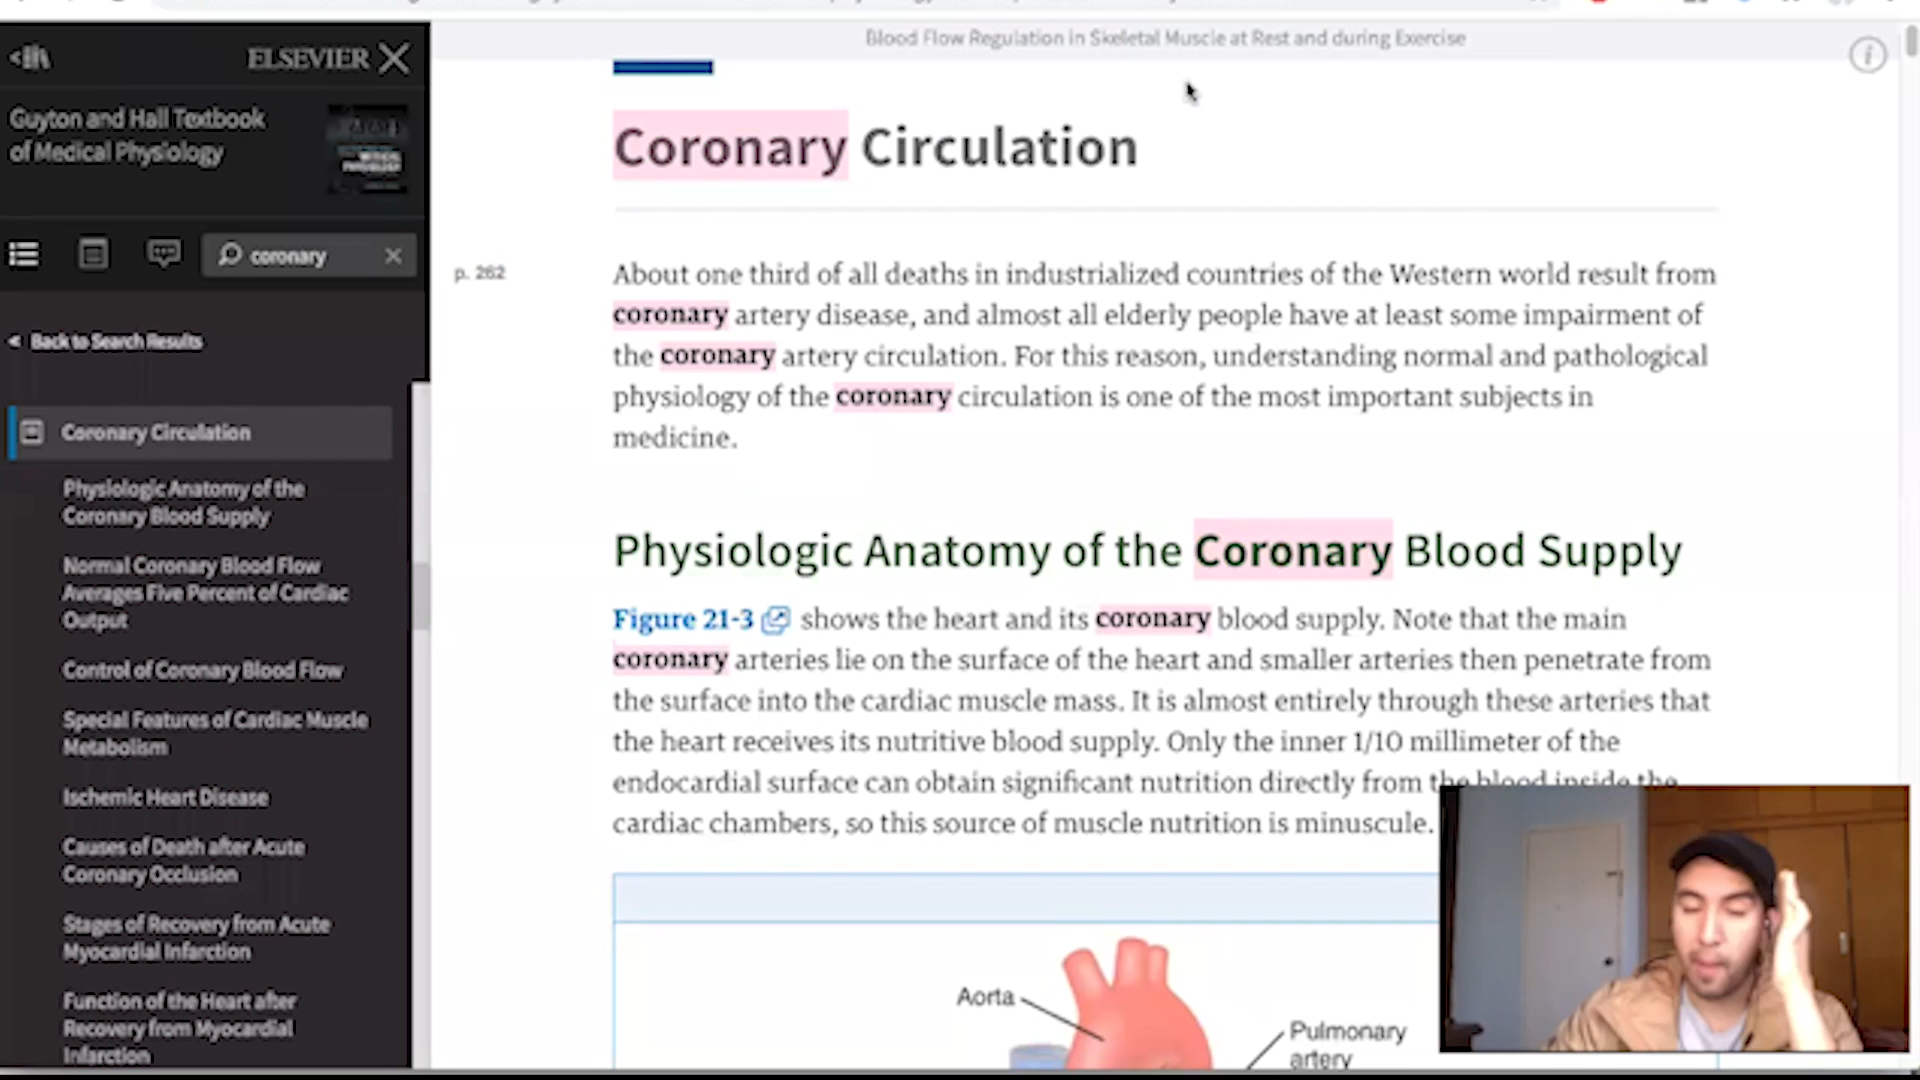 Blood Flow Regulation in Skeletal Muscle at Rest and during Exercise
ELSEVIER
Guyton and Hall Textbook
of Medical Physiology
coronary
Back to Search Results
Coronary Circulation
Physiologic Anatomy of the
Coronary Blood Supply
Normal Coronary Blood Flow
Averages Five Percent of Cardiac
Output
Control of Coronary Blood Flow
Special Features of Cardiac Muscle
Metabolism
Ischemic Heart Disease
Causes of Death after Acute
Coronary Occlusion
Stages of Recovery from Acute
Myocardial Infarction
Function of the Heart after
Recovery from Myocardial
Infarction
Coronary Circulation
p. 262
About one third of all deaths in industrialized countries of the Western world result from
coronary artery disease, and almost all elderly people have at least some impairment of
the coronary artery circulation. For this reason, understanding normal and pathological
physiology of the coronary circulation is one of the most important subjects in
medicine.
Physiologic Anatomy of the Coronary Blood Supply
Figure 21-3 shows the heart and its coronary blood supply. Note that the main
coronary arteries lie on the surface of the heart and smaller arteries then penetrate from
the surface into the cardiac muscle mass. It is almost entirely through these arteries that
the heart receives its nutritive blood supply. Only the inner 1/10 millimeter of the
endocardial surface can obtain significant nutrition directly from the blood inside the
cardiac chambers, so this source of muscle nutrition is minuscule.
Aorta
Pulmonary
artery